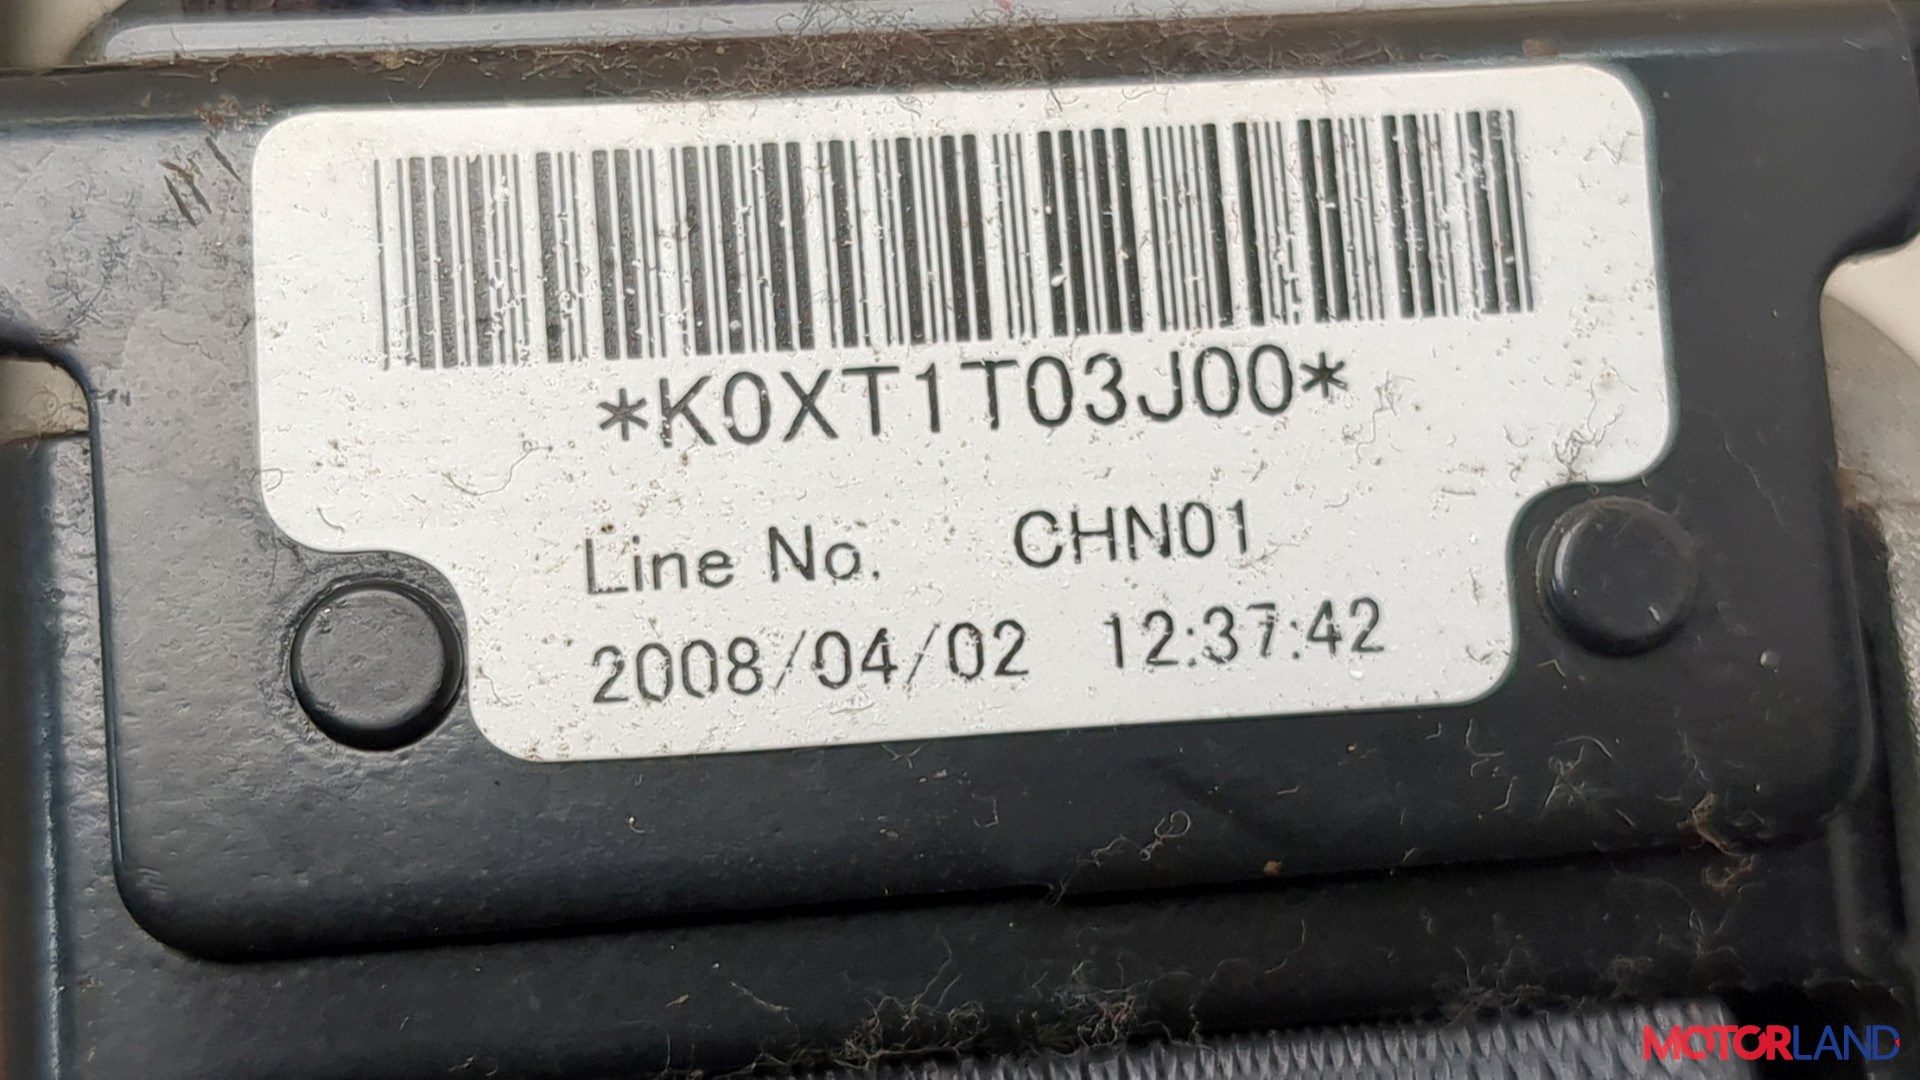 *K0XT1T03J00*
Line No. CHN01
2008/04/02 12:37:42
MOTORLAND